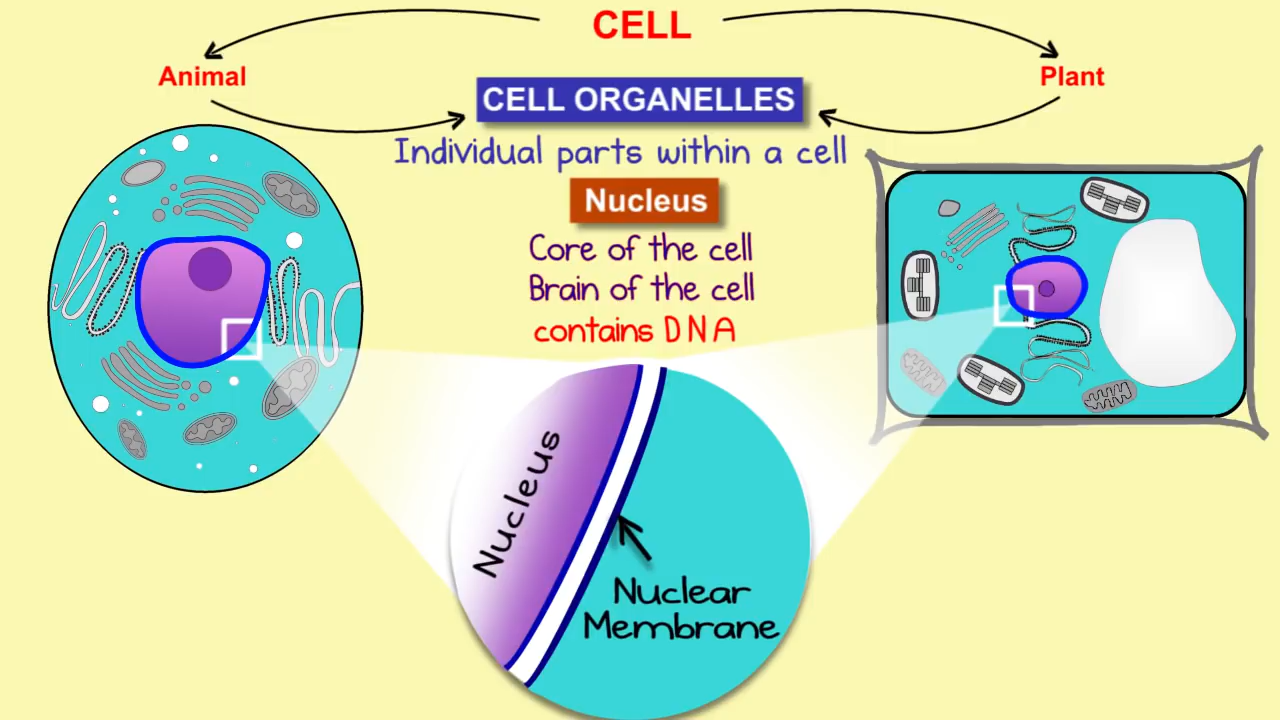 CELL
Animal
Plant
CELL ORGANELLES
Individual parts within a cell
Nucleus
Core of the cell
Brain of the cell
contains DNA
Nucleus
Nuclear
Membrane